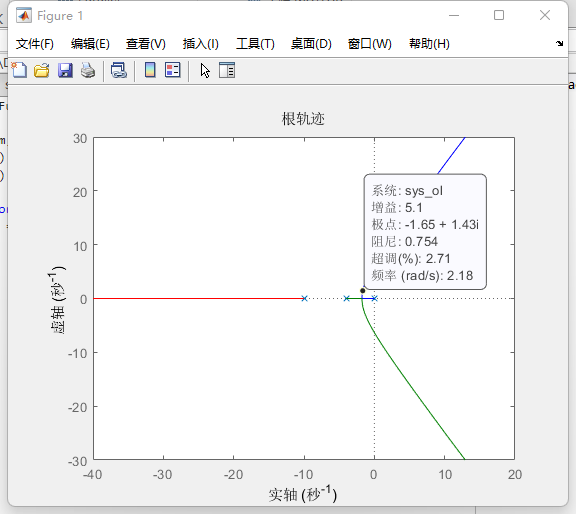 Figure 1
文件(F) 编辑(E) 查看(V) 插入(I) 工具(T) 桌面(D) 窗口(W) 帮助(H)
根轨迹
系统: sys_ol
增益: 5.1
极点: -1.65 + 1.43i
阻尼: 0.754
超调(%): 2.71
频率 (rad/s): 2.18
30
20
10
0
-10
-20
-30
虚轴 (秒-1)
-40 -30 -20 -10 0 10 20
实轴 (秒-1)